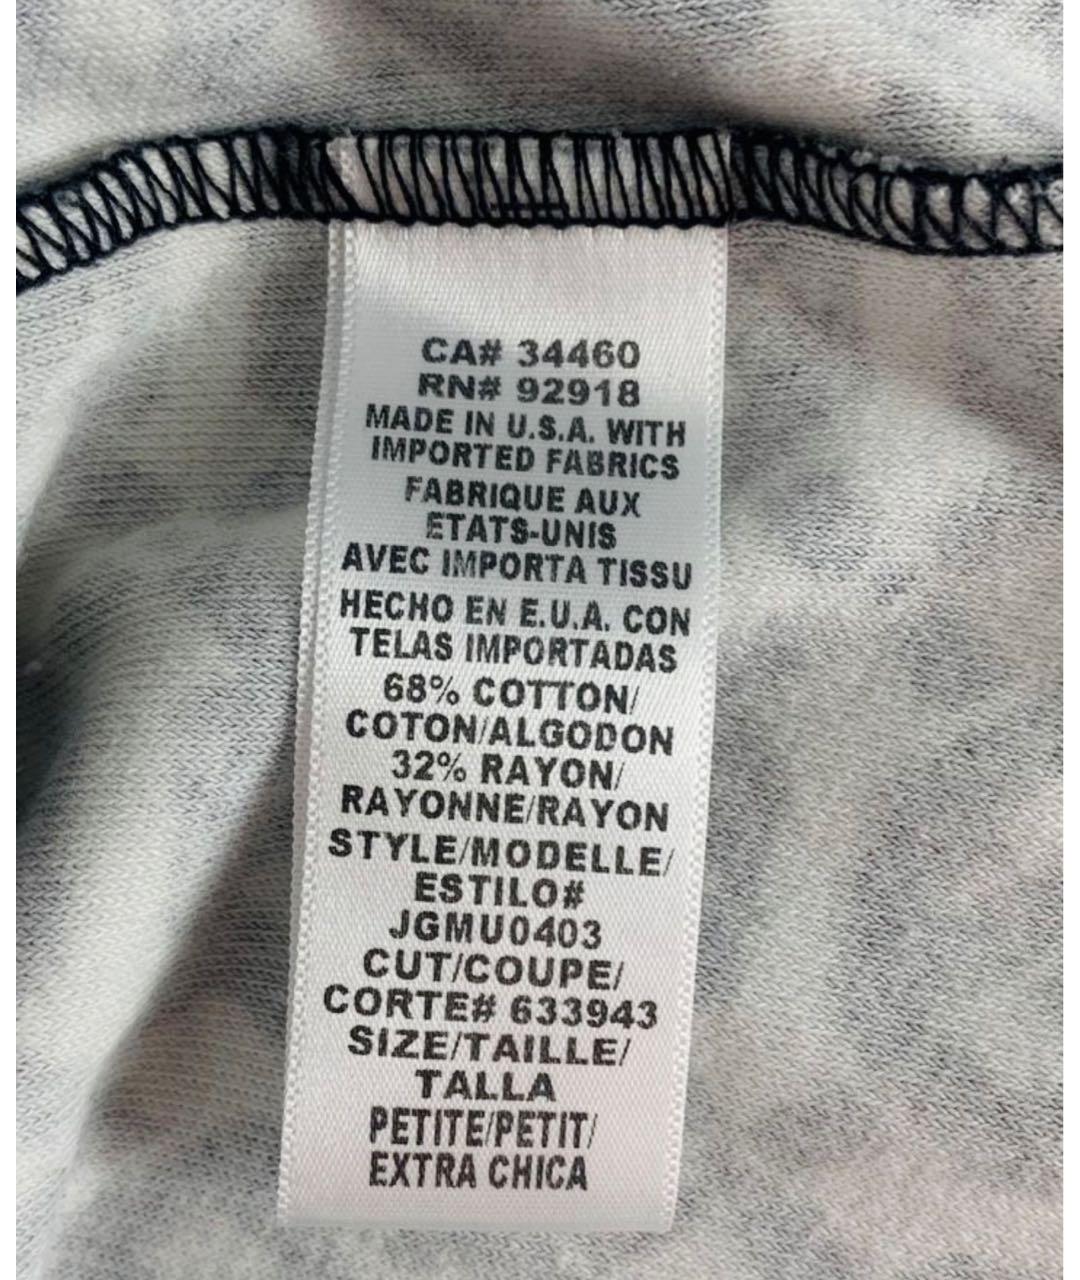 CA# 34460
RN# 92918
MADE IN U.S.A. WITH
IMPORTED FABRICS
FABRIQUE AUX
ETATS-UNIS
AVEC IMPORTA TISSU
HECHO EN E.U.A. CON
TELAS IMPORTADAS
68% COTTON/
COTON/ALGODON
32% RAYON/
RAYONNE/RAYON
STYLE/MODELLE/
ESTILO#
JGMU0403
CUT/COUPE/
CORTE# 633943
SIZE/TAILLE/
TALLA
PETITE/PETIT/
EXTRA CHICA